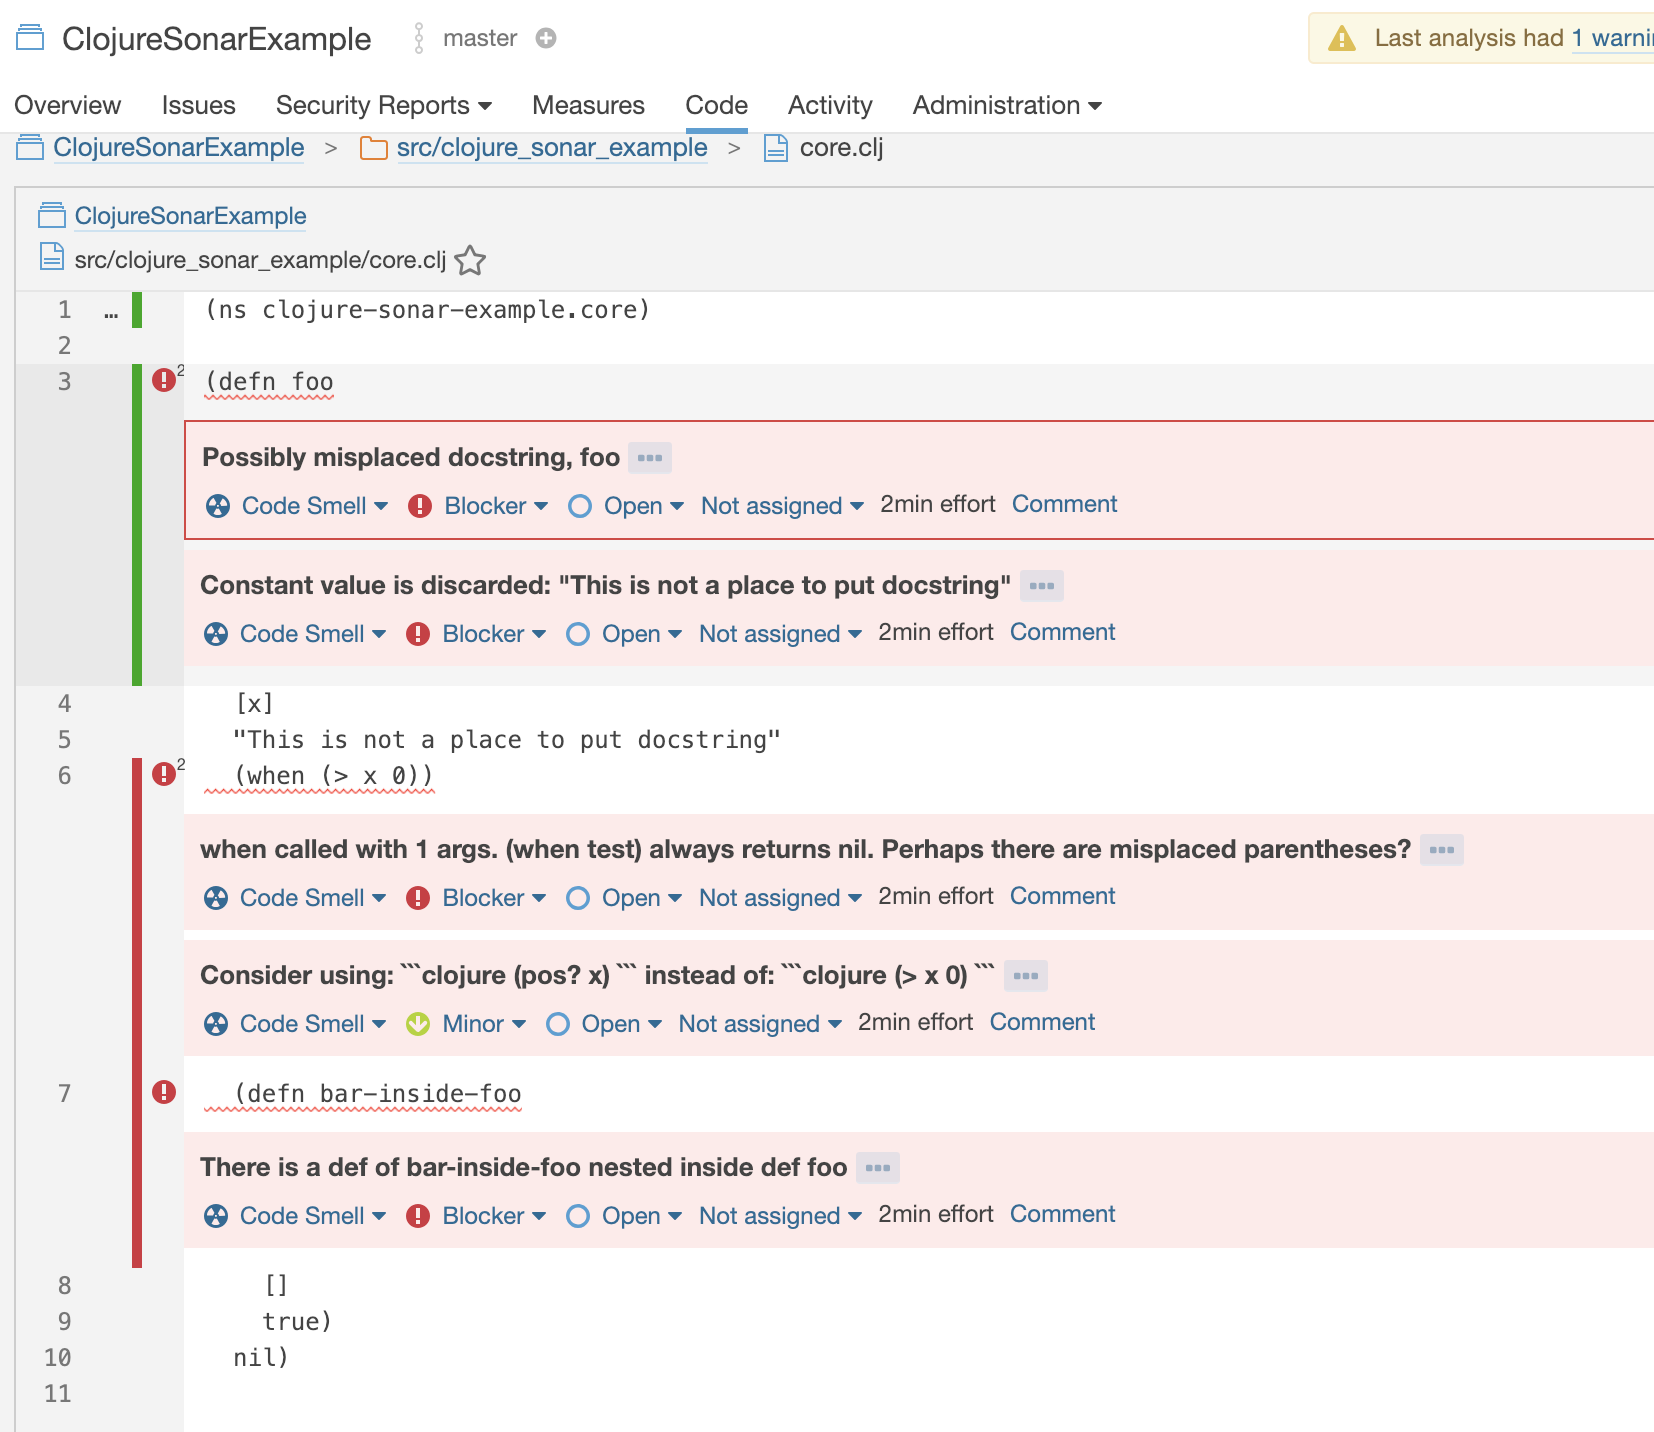 ClojureSonarExample master Last analysis had 1 warni
Overview Issues Security Reports Measures Code Activity Administration
ClojureSonarExample > src/clojure_sonar_example > core.clj
ClojureSonarExample
src/clojure_sonar_example/core.clj
1 … (ns clojure-sonar-example.core)
2
3 2 (defn foo
Possibly misplaced docstring, foo
Code Smell Blocker Open Not assigned 2min effort Comment
Constant value is discarded: "This is not a place to put docstring"
Code Smell Blocker Open Not assigned 2min effort Comment
4 [x]
5 "This is not a place to put docstring"
6 2 (when (> x 0))
when called with 1 args. (when test) always returns nil. Perhaps there are misplaced parentheses?
Code Smell Blocker Open Not assigned 2min effort Comment
Consider using: ```clojure (pos? x) ``` instead of: ```clojure (> x 0) ```
Code Smell Minor Open Not assigned 2min effort Comment
7 (defn bar-inside-foo
There is a def of bar-inside-foo nested inside def foo
Code Smell Blocker Open Not assigned 2min effort Comment
8 []
9 true)
10 nil)
11